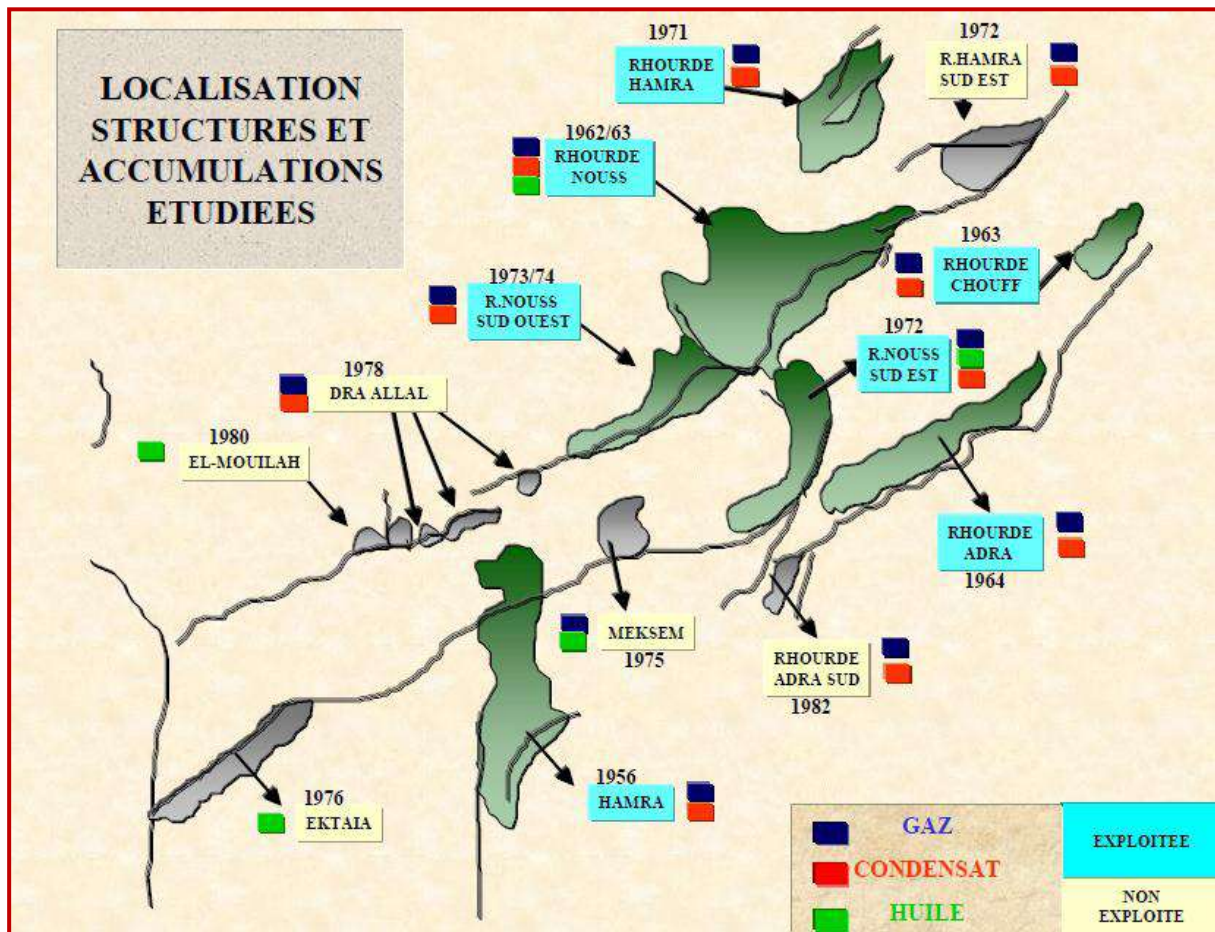 LOCALISATION
STRUCTURES ET
ACCUMULATIONS
ETUDIEES
1971
RHOURDE
HAMRA
1972
R.HAMRA
SUD EST
1962/63
RHOURDE
NOUSS
1963
RHOURDE
CHOUFF
1973/74
R.NOUSS
SUD OUEST
1972
R.NOUSS
SUD EST
1978
DRA ALLAL
1980
EL-MOUILAH
RHOURDE
ADRA
1964
MEKSEM
1975
RHOURDE
ADRA SUD
1982
1956
HAMRA
1976
EKTAIA
GAZ
CONDENSAT
HUILE
EXPLOITEE
NON
EXPLOITE